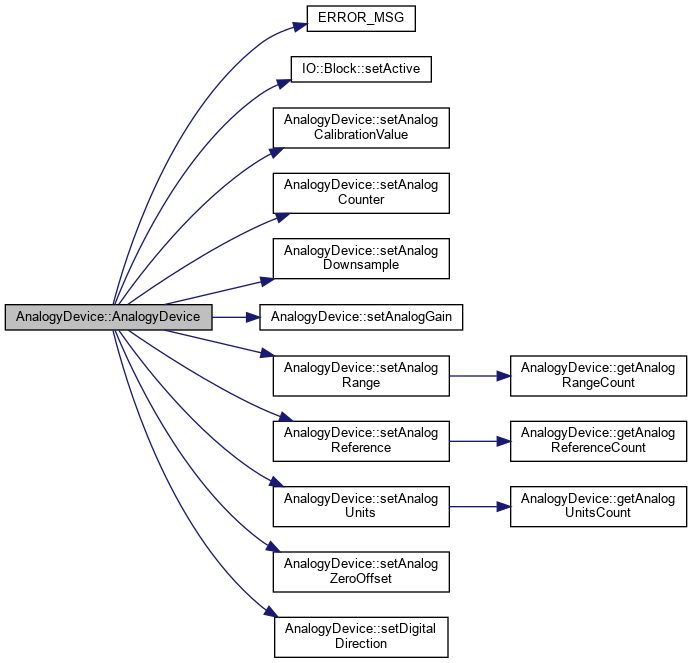 ERROR_MSG
IO::Block::setActive
AnalogyDevice::setAnalog
CalibrationValue
AnalogyDevice::setAnalog
Counter
AnalogyDevice::setAnalog
Downsample
AnalogyDevice::AnalogyDevice
AnalogyDevice::setAnalogGain
AnalogyDevice::setAnalog
Range
AnalogyDevice::getAnalog
RangeCount
AnalogyDevice::setAnalog
Reference
AnalogyDevice::getAnalog
ReferenceCount
AnalogyDevice::setAnalog
Units
AnalogyDevice::getAnalog
UnitsCount
AnalogyDevice::setAnalog
ZeroOffset
AnalogyDevice::setDigital
Direction